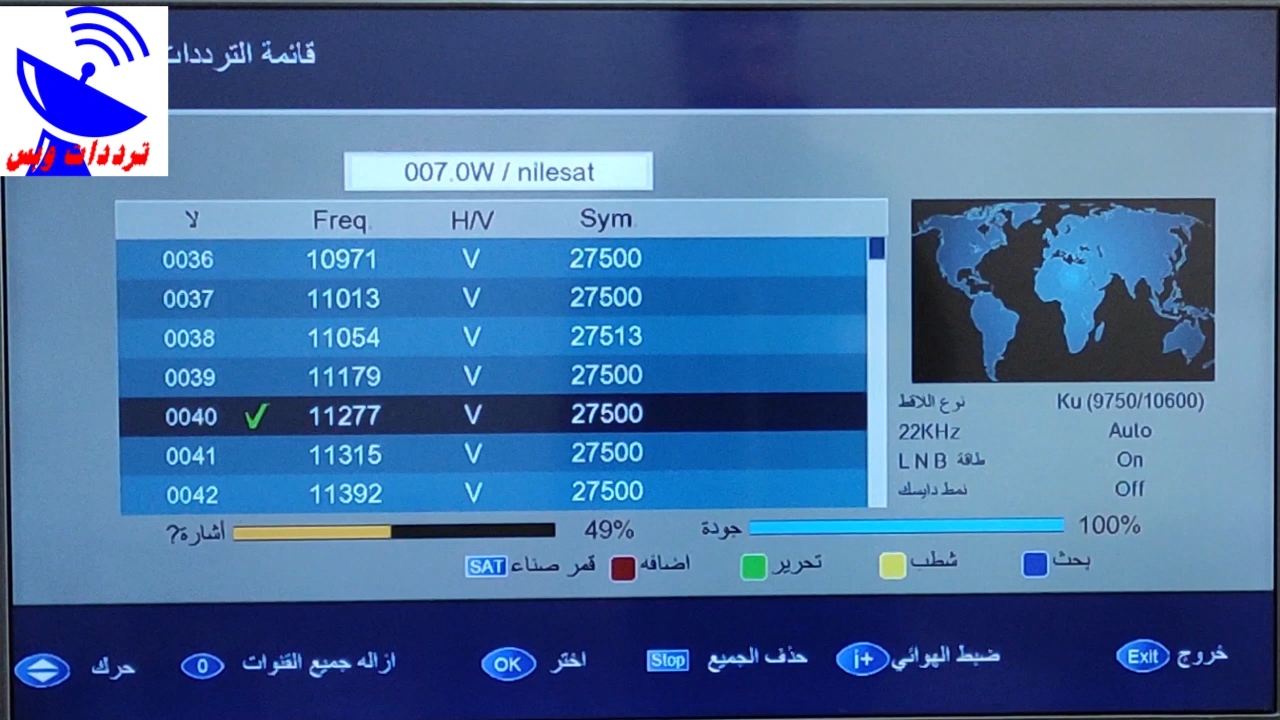 قائمة الترددات
ترددات وبس
007.0W / nilesat
لا Freq. H/V Sym.
0036 10971 V 27500
0037 11013 V 27500
0038 11054 V 27513
0039 11179 V 27500
0040 11277 V 27500
0041 11315 V 27500
0042 11392 V 27500
نوع اللاقط Ku (9750/10600)
22KHz Auto
طاقة LNB On
نمط دايسك Off
أشارة? 49% جودة 100%
SAT قمر صناء اضافه تحرير شطب بحث
حرك 0 ازاله جميع القنوات OK اختر Stop حذف الجميع i+ ضبط الهوائي Exit خروج